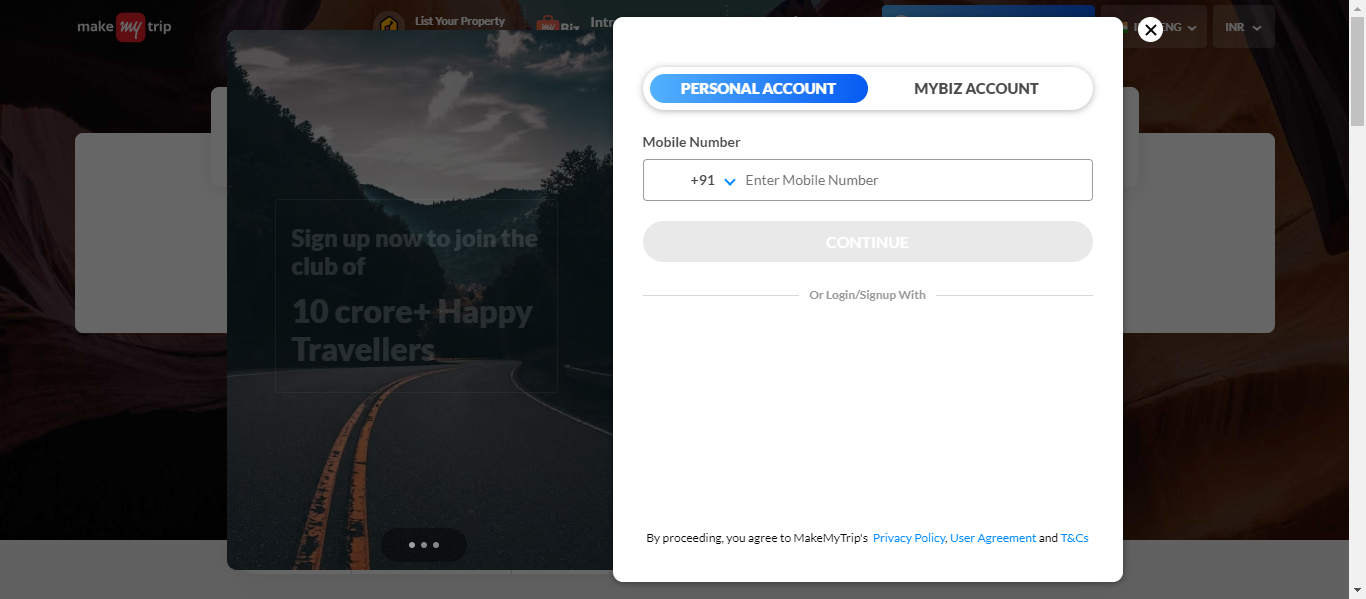 make my trip
List Your Property
INR
PERSONAL ACCOUNT
MYBIZ ACCOUNT
Mobile Number
+91
Enter Mobile Number
CONTINUE
Or Login/Signup With
Sign up now to join the
club of
10 crore+ Happy
Travellers
By proceeding, you agree to MakeMyTrip's Privacy Policy, User Agreement and T&Cs